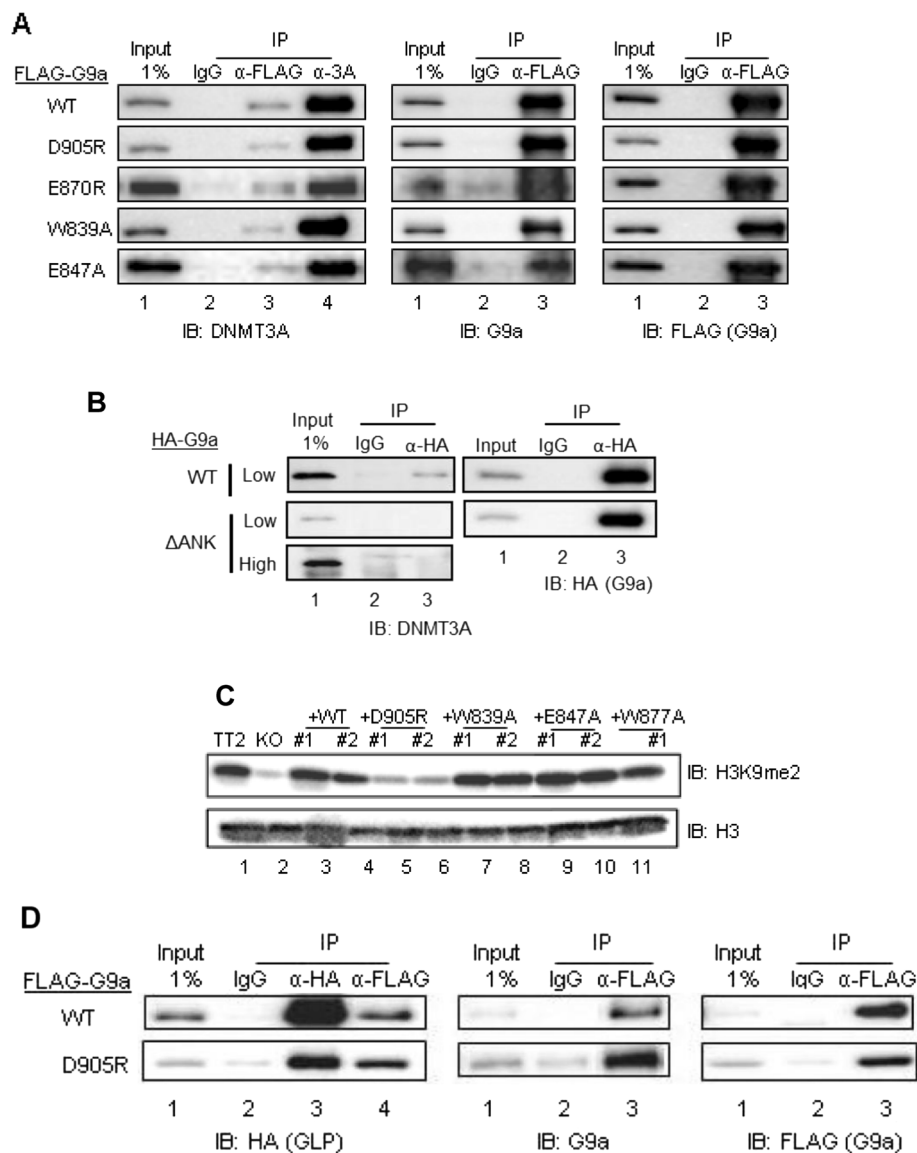 A
IP IP IP
Input Input Input
FLAG-G9a 1% IgG α-FLAG α-3A 1% IgG α-FLAG 1% IgG α-FLAG
WT
D905R
E870R
W839A
E847A
1 2 3 4 1 2 3 1 2 3
IB: DNMT3A IB: G9a IB: FLAG (G9a)
B
IP IP
Input
HA-G9a 1% IgG α-HA Input IgG α-HA
WT Low
Low
ΔANK
High
1 2 3
IB: HA (G9a)
1 2 3
IB: DNMT3A
C
+WT +D905R +W839A +E847A +W877A
TT2 KO #1 #2 #1 #2 #1 #2 #1 #2 #1
IB: H3K9me2
IB: H3
1 2 3 4 5 6 7 8 9 10 11
D
IP IP IP
Input Input Input
FLAG-G9a 1% IgG α-HA α-FLAG 1% IgG α-FLAG 1% IgG α-FLAG
WT
D905R
1 2 3 4 1 2 3 1 2 3
IB: HA (GLP) IB: G9a IB: FLAG (G9a)